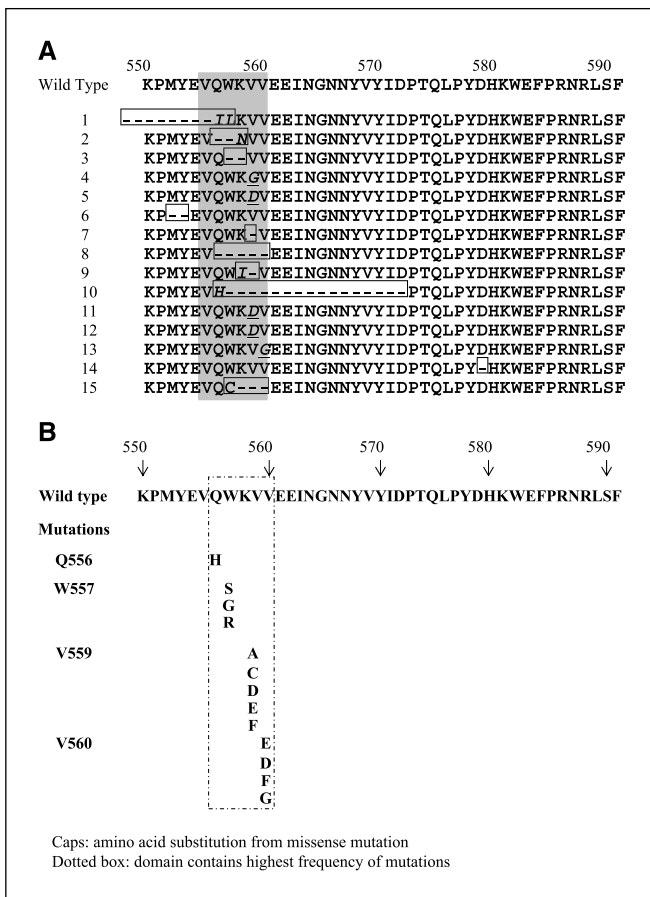 A
550 560 570 580 590
Wild Type KPMYEVQWKVVEEINGNNYVYIDPTQLPYDHKWEFPRNRLSF
1 --------ILKVVEEINGNNYVYIDPTQLPYDHKWEFPRNRLSF
2 KPMYEV--NVVEEINGNNYVYIDPTQLPYDHKWEFPRNRLSF
3 KPMYEVQ--VVEEINGNNYVYIDPTQLPYDHKWEFPRNRLSF
4 KPMYEVQWKGVEEINGNNYVYIDPTQLPYDHKWEFPRNRLSF
5 KPMYEVQWKDVEEINGNNYVYIDPTQLPYDHKWEFPRNRLSF
6 KP--EVQWKVVEEINGNNYVYIDPTQLPYDHKWEFPRNRLSF
7 KPMYEVQWK-VEEINGNNYVYIDPTQLPYDHKWEFPRNRLSF
8 KPMYEV-----EEINGNNYVYIDPTQLPYDHKWEFPRNRLSF
9 KPMYEVQWI-VEEINGNNYVYIDPTQLPYDHKWEFPRNRLSF
10 KPMYEVH----------------PTQLPYDHKWEFPRNRLSF
11 KPMYEVQWKDVEEINGNNYVYIDPTQLPYDHKWEFPRNRLSF
12 KPMYEVQWKDVEEINGNNYVYIDPTQLPYDHKWEFPRNRLSF
13 KPMYEVQWKVGEEINGNNYVYIDPTQLPYDHKWEFPRNRLSF
14 KPMYEVQWKVVEEINGNNYVYIDPTQLPY-HKWEFPRNRLSF
15 KPMYEVQC---EEINGNNYVYIDPTQLPYDHKWEFPRNRLSF
B
550 560 570 580 590
Wild type KPMYEVQWKVVEEINGNNYVYIDPTQLPYDHKWEFPRNRLSF
Mutations
Q556 H
W557 S
G
R
V559 A
C
D
E
F
V560 E
D
F
G
Caps: amino acid substitution from missense mutation
Dotted box: domain contains highest frequency of mutations